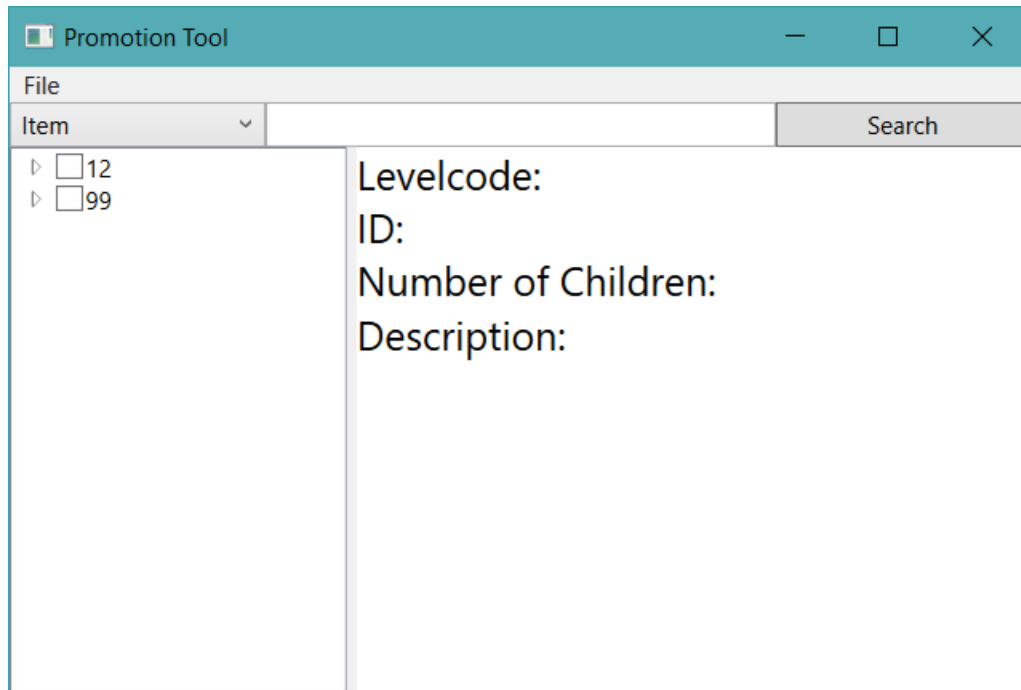 Promotion Tool
File
Item Search
12
99
Levelcode:
ID:
Number of Children:
Description: